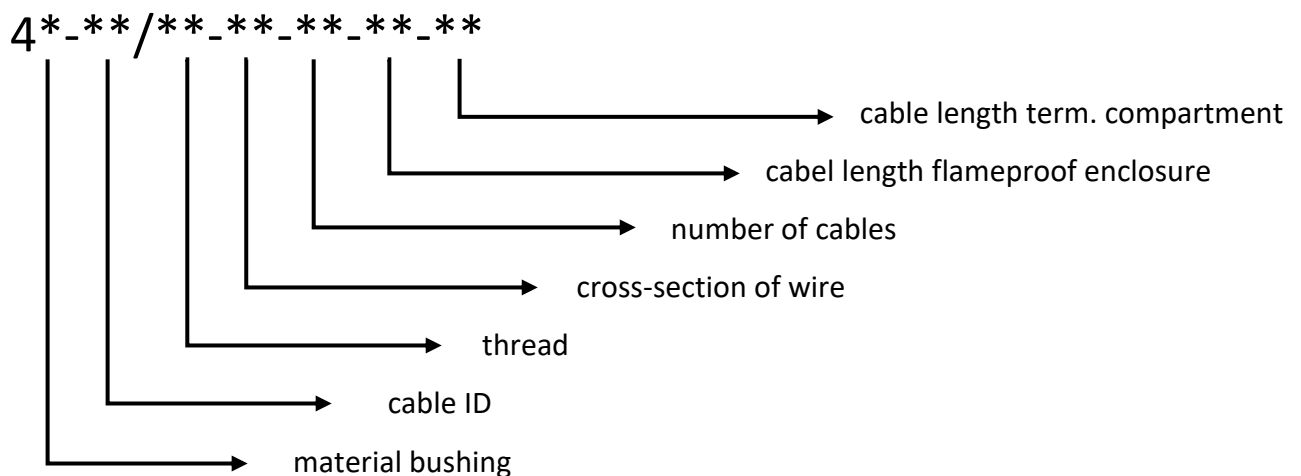 4*-**/**-**-**-**-**
cable length term. compartment
cabel length flameproof enclosure
number of cables
cross-section of wire
thread
cable ID
material bushing